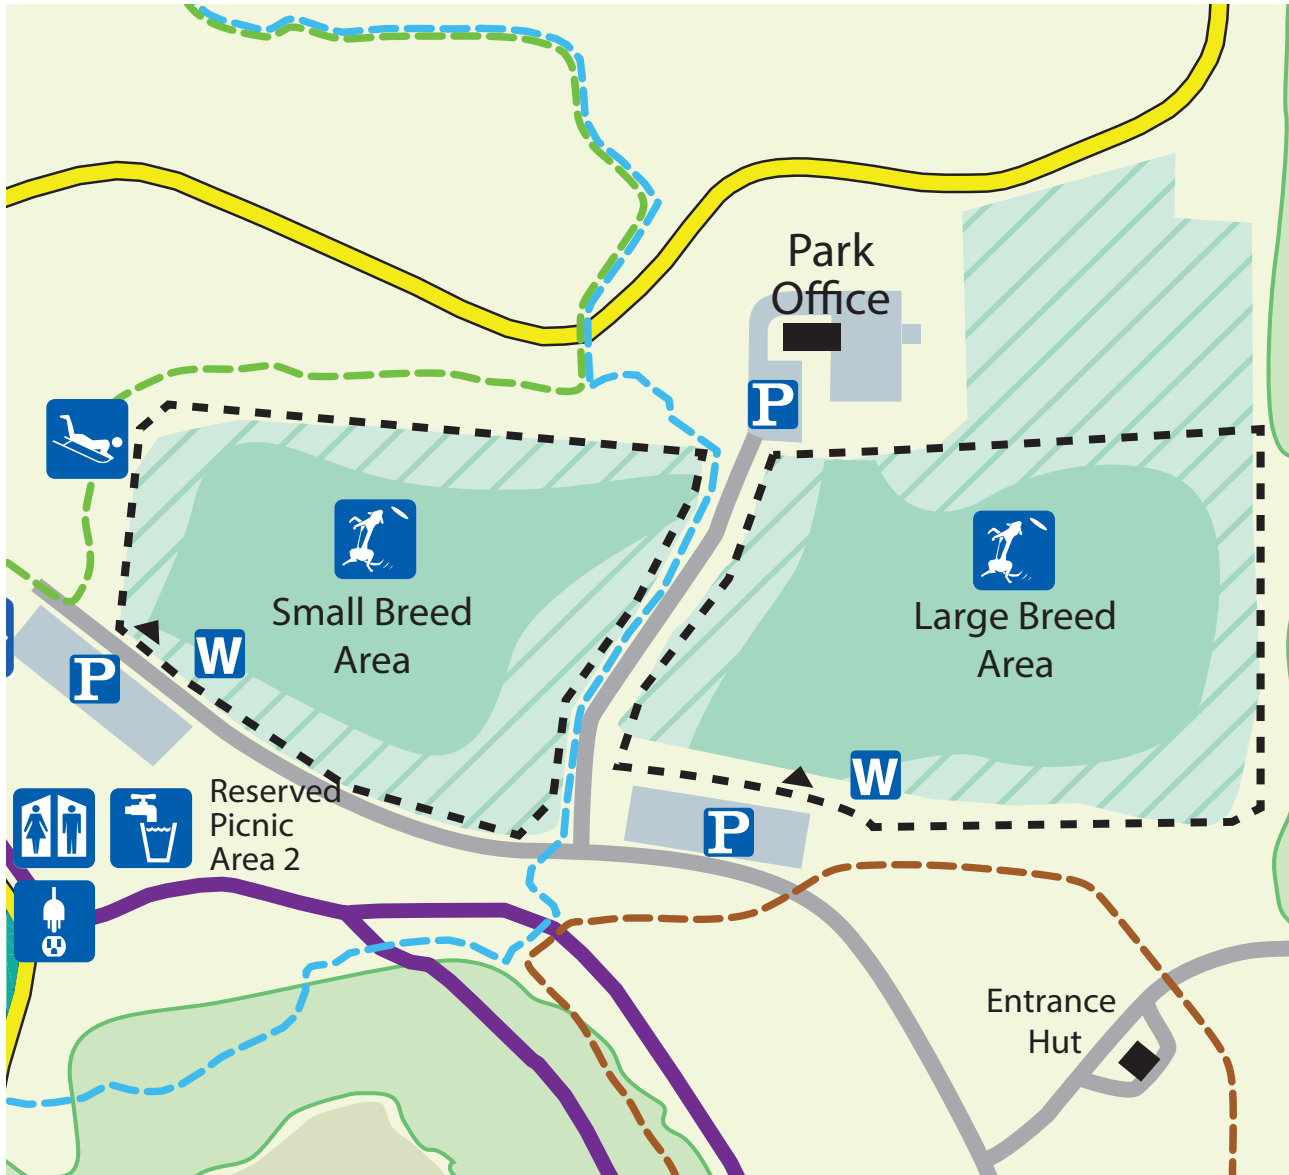 Park
Office
P
Small Breed
Area
Large Breed
Area
W
P
W
Reserved
Picnic
Area 2
P
Entrance
Hut